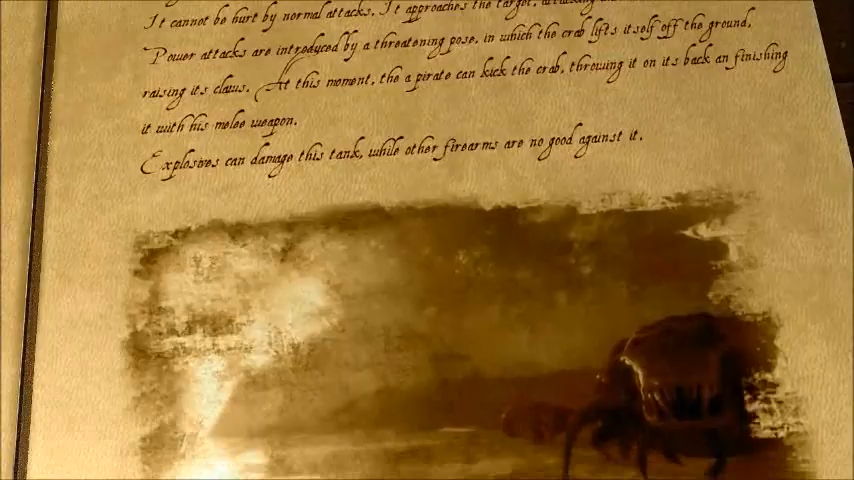 It cannot be hurt by normal attacks. It approaches the target,
Power attacks are introduced by a threatening pose, in which the crab lifts itself off the ground,
raising its claws. At this moment, the a pirate can kick the crab, throwing it on its back an finishing
it with his melee weapon.
Explosives can damage this tank, while other firearms are no good against it.